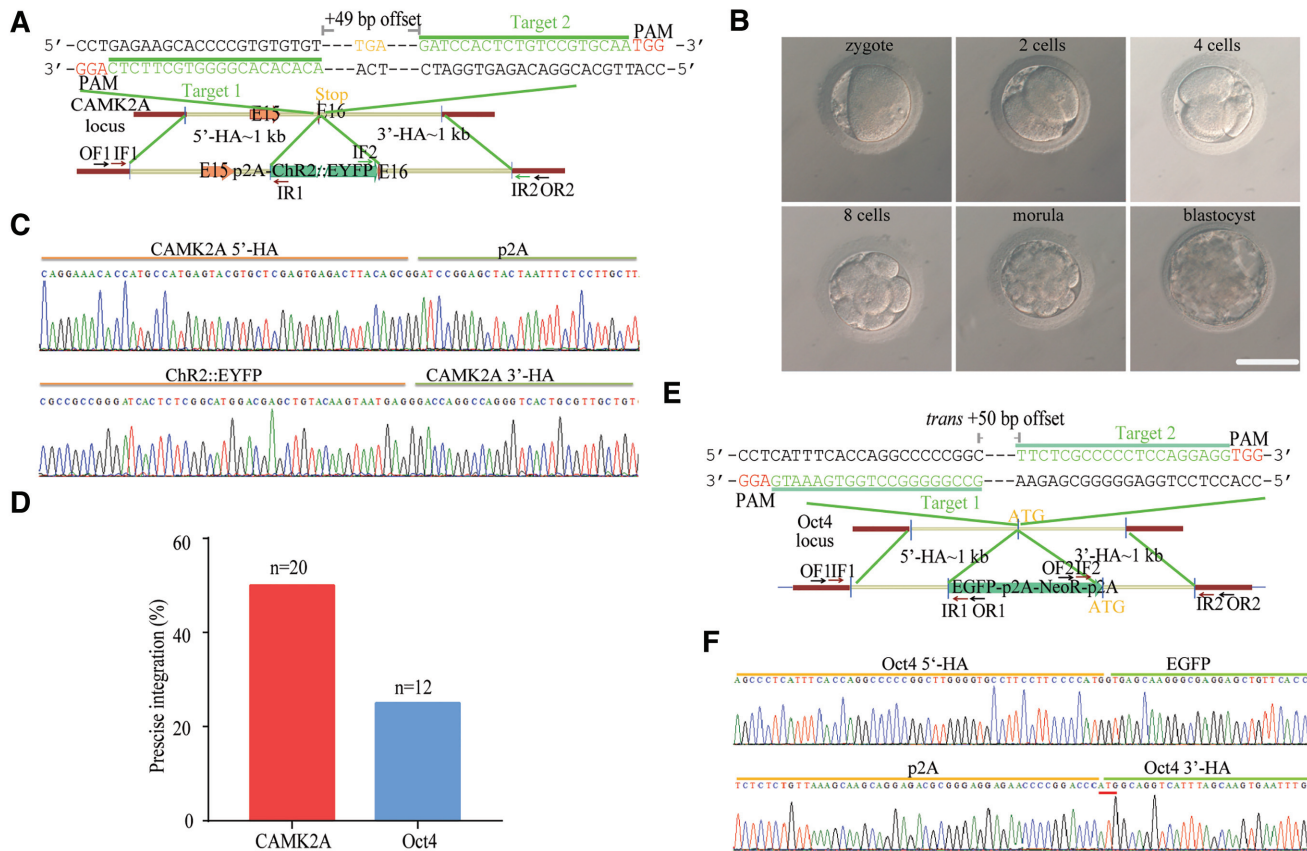 A
+49 bp offset
Target 2
PAM
5’-CCTGAGAAGCACCCCGTGTGTGT---TGA---GATCCACTCTGTCCGTGCAATGG -3’
3’-GGACTCTTCGTGGGGCACACACA---ACT---CTAGGTGAGACAGGCACGTTACC-5’
PAM
Target 1
Stop
CAMK2A
locus
E15
E16
5’-HA~1 kb
3’-HA~1 kb
OF1 IF1
IF2
E15 p2A-ChR2::EYFP E16
IR1
IR2 OR2
B
zygote
2 cells
4 cells
8 cells
morula
blastocyst
C
CAMK2A 5’-HA
p2A
CAGGAAACACCATGCCATGAGTACGTGCTCGAGTGAGACTTACAGCGGATCCGGAGCTACTAATTTCTCCTTGCTT
ChR2::EYFP
CAMK2A 3’-HA
CGCCGCCGGGATCACTCTCGGCATGGACGAGCTGTACAAGTAATGAGGGACCAGGCCAGGGTCACTGCGTTGCTGT
D
Prescise integration (%)
60
40
20
0
n=20
n=12
CAMK2A
Oct4
E
trans +50 bp offset
Target 2
PAM
5’-CCTCATTTCACCAGGCCCCCGGC---TTCTCGCCCCCTCCAGGAGGTGG-3’
3’-GGAGTAAAGTGGTCCGGGGGCCG---AAGAGCGGGGGAGGTCCTCCACC-5’
PAM
Target 1
ATG
Oct4
locus
5’-HA~1 kb
3’-HA~1 kb
OF1IF1
OF2IF2
EGFP-p2A-NeoR-p2A
IR1 OR1
ATG
IR2 OR2
F
Oct4 5‘-HA
EGFP
AGCCCTCATTTCACCAGGCCCCCGGCTTGGGGTGCCTTCCTTCCCCATGGTGAGCAAGGGCGAGGAGCTGTTCACC
p2A
Oct4 3’-HA
TCTCTCTGTTAAAGCAAGCAGGAGACGCGGGAGGAGAACCCCGGACCCATGGCAGGTCATTTAGCAAGTGAATTTG